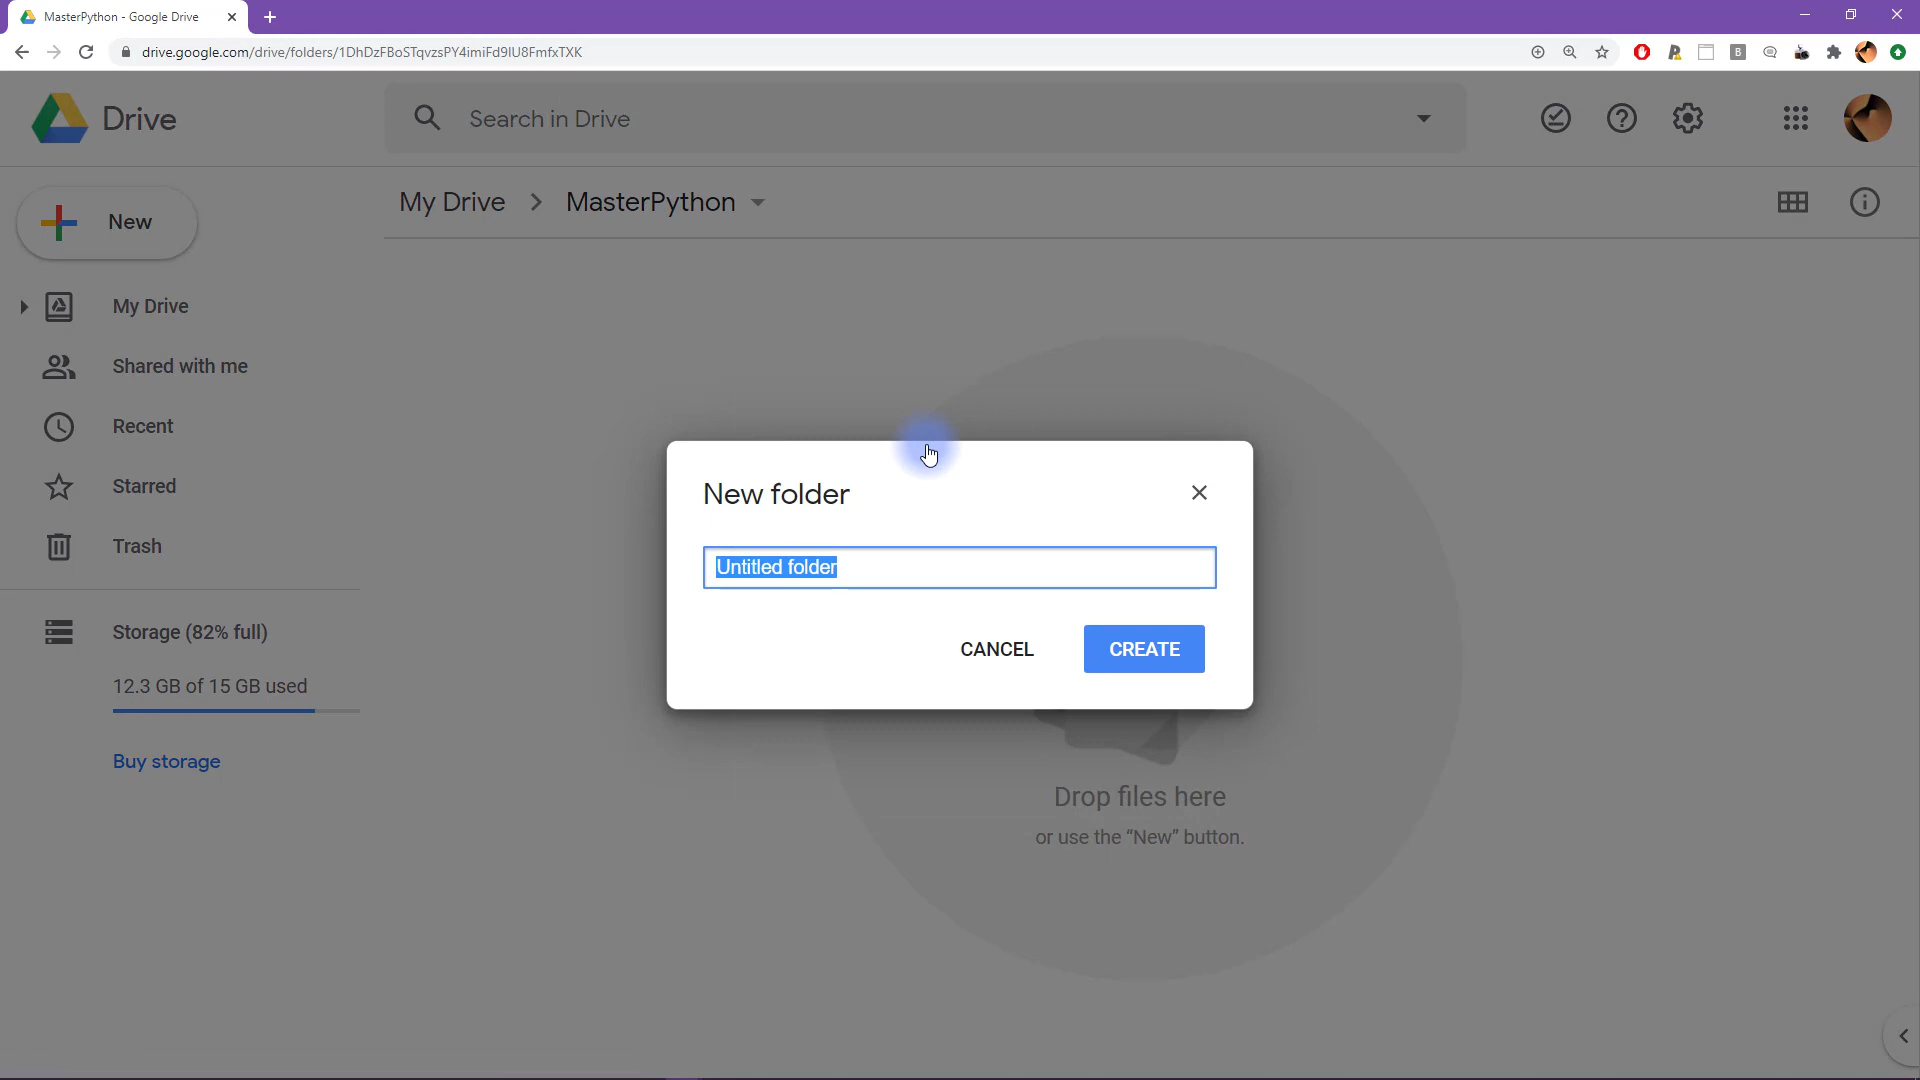 MasterPython - Google Drive
drive.google.com/drive/folders/1DhDzFBoSTqvzsPY4imiFd9IU8FmfxTXK
Drive
Search in Drive
New
My Drive > MasterPython
My Drive
Shared with me
Recent
Starred
Trash
Storage (82% full)
12.3 GB of 15 GB used
Buy storage
New folder
Untitled folder
CANCEL
CREATE
Drop files here
or use the “New” button.